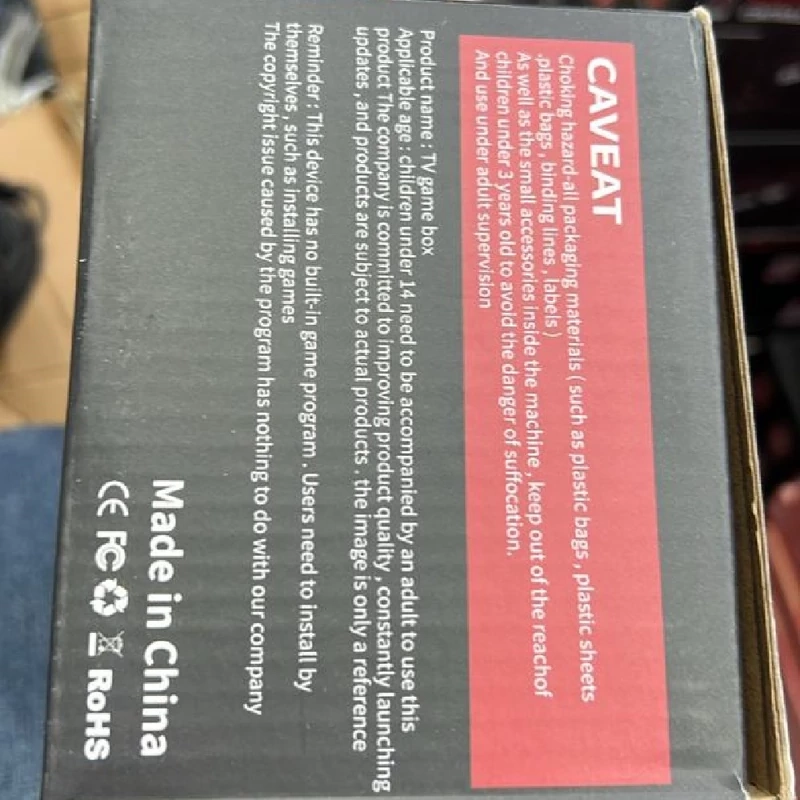 CAVEAT
Choking hazard-all packaging materials ( such as plastic bags , plastic sheets
,plastic bags , binding lines , labels )
As well as the small accessories inside the machine , keep out of the reachof
children under 3 years old to avoid the danger of suffocation.
And use under adult supervision
Product name : TV game box
Applicable age : children under 14 need to be accompanied by an adult to use this
product The company is committed to improving product quality , constantly launching
updates , and products are subject to actual products , the image is only a reference
Reminder : This device has no built-in game program . Users need to install by
themselves , such as installing games
The copyright issue caused by the program has nothing to do with our company
Made in China
CE FC RoHS